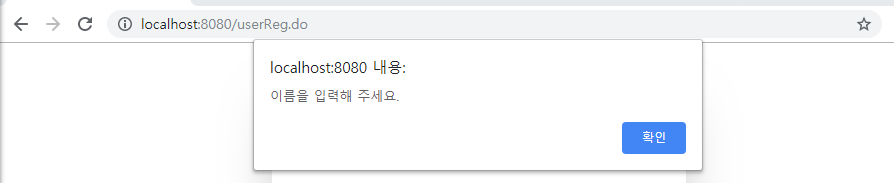 localhost:8080/userReg.do
localhost:8080 내용:
이름을 입력해 주세요.
확인